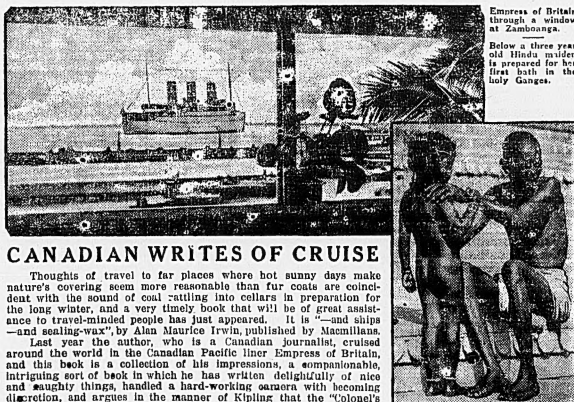 Empress of Britain
through a window
at Zamboanga.
Below a three year
old Hindu maiden
is prepared for her
first bath in the
holy Ganges.
CANADIAN WRITES OF CRUISE
Thoughts of travel to far places where hot sunny days make
nature's covering seem more reasonable than fur coats are coinci-
dent with the sound of coal rattling into cellars in preparation for
the long winter, and a very timely book that will be of great assist-
ance to travel-minded people has just appeared. It is "—and ships
—and sealing-wax", by Alan Maurice Irwin, published by Macmillans.
Last year the author, who is a Canadian journalist, cruised
around the world in the Canadian Pacific liner Empress of Britain,
and this book is a collection of his impressions, a companionable,
intriguing sort of book in which he has written delightfully of nice
and naughty things, handled a hard-working camera with becoming
discretion, and argues in the manner of Kipling that the "Colonel's